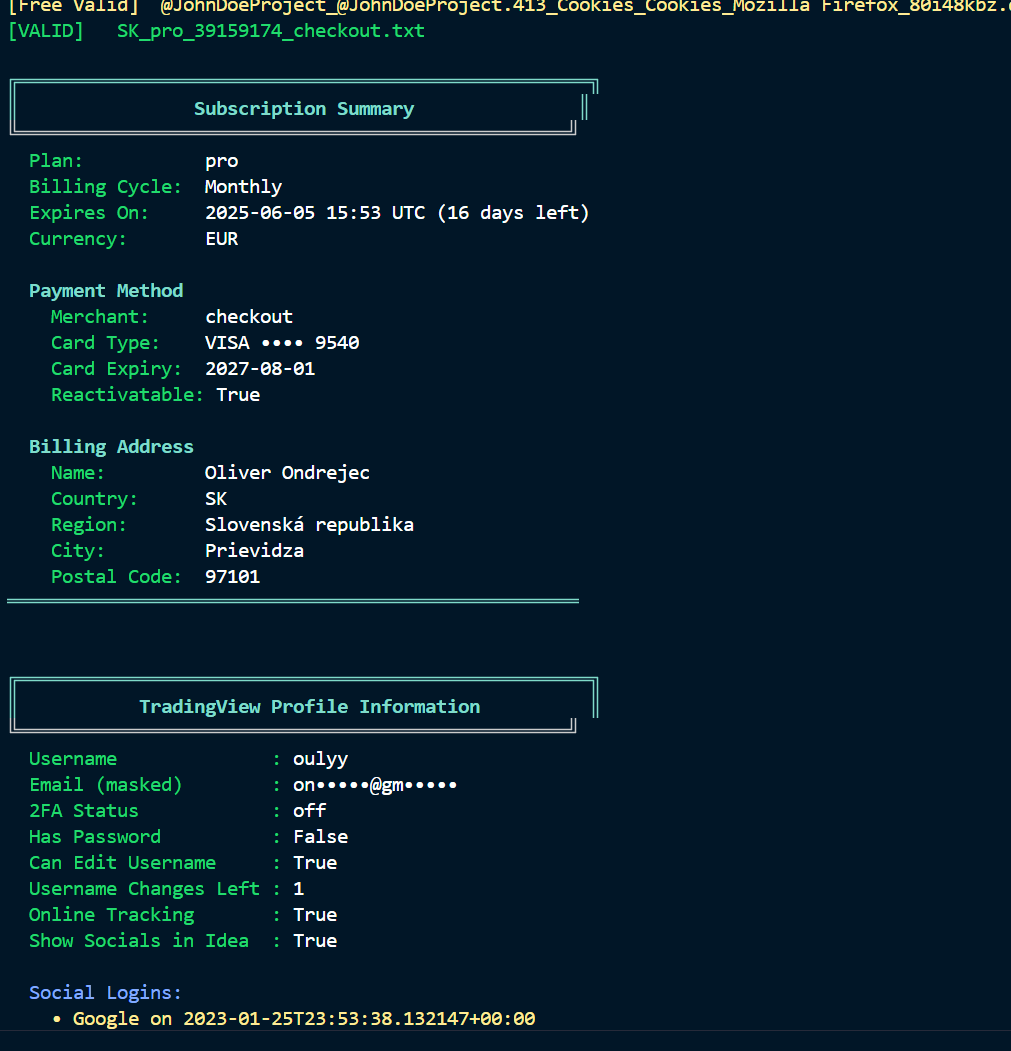 [Free Valid] @JohnDoeProject_@JohnDoeProject.413_Cookies_Cookies_Mozilla Firefox_80i48kbz.
[VALID] SK_pro_39159174_checkout.txt
Subscription Summary
Plan: pro
Billing Cycle: Monthly
Expires On: 2025-06-05 15:53 UTC (16 days left)
Currency: EUR
Payment Method
Merchant: checkout
Card Type: VISA •••• 9540
Card Expiry: 2027-08-01
Reactivatable: True
Billing Address
Name: Oliver Ondrejec
Country: SK
Region: Slovenská republika
City: Prievidza
Postal Code: 97101
TradingView Profile Information
Username : oulyy
Email (masked) : on•••••@gm•••••
2FA Status : off
Has Password : False
Can Edit Username : True
Username Changes Left : 1
Online Tracking : True
Show Socials in Idea : True
Social Logins:
• Google on 2023-01-25T23:53:38.132147+00:00